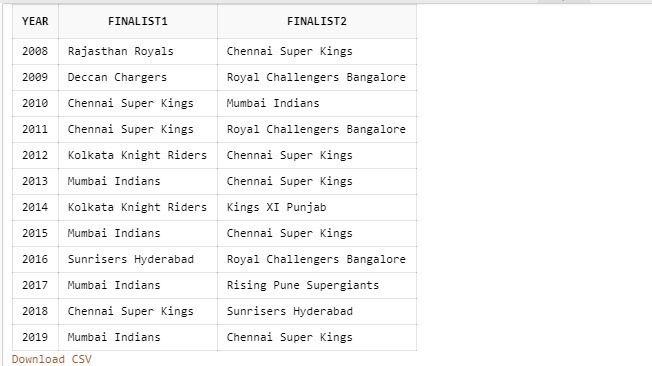 YEAR FINALIST1 FINALIST2
2008 Rajasthan Royals Chennai Super Kings
2009 Deccan Chargers Royal Challengers Bangalore
2010 Chennai Super Kings Mumbai Indians
2011 Chennai Super Kings Royal Challengers Bangalore
2012 Kolkata Knight Riders Chennai Super Kings
2013 Mumbai Indians Chennai Super Kings
2014 Kolkata Knight Riders Kings XI Punjab
2015 Mumbai Indians Chennai Super Kings
2016 Sunrisers Hyderabad Royal Challengers Bangalore
2017 Mumbai Indians Rising Pune Supergiants
2018 Chennai Super Kings Sunrisers Hyderabad
2019 Mumbai Indians Chennai Super Kings
Download CSV